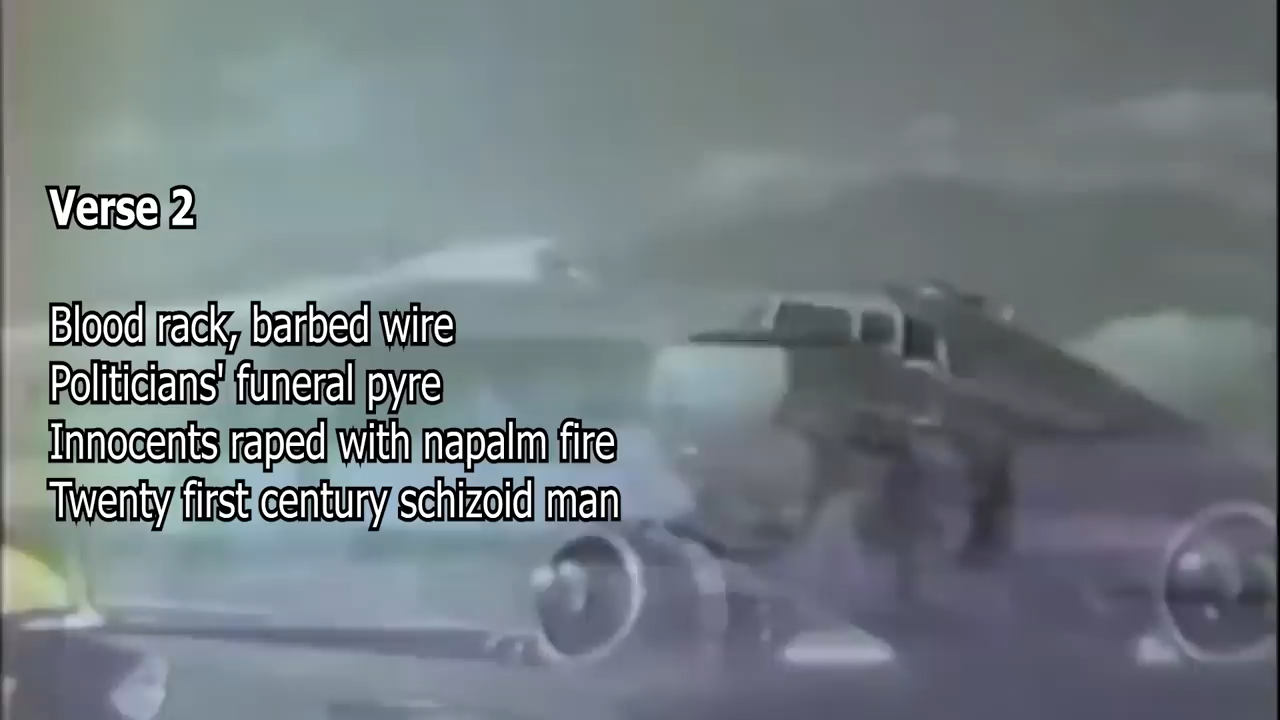 Verse 2
Blood rack, barbed wire
Politicians' funeral pyre
Innocents raped with napalm fire
Twenty first century schizoid man